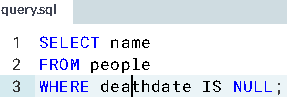 query.sql
1 SELECT name
2 FROM people
3 WHERE deathdate IS NULL;